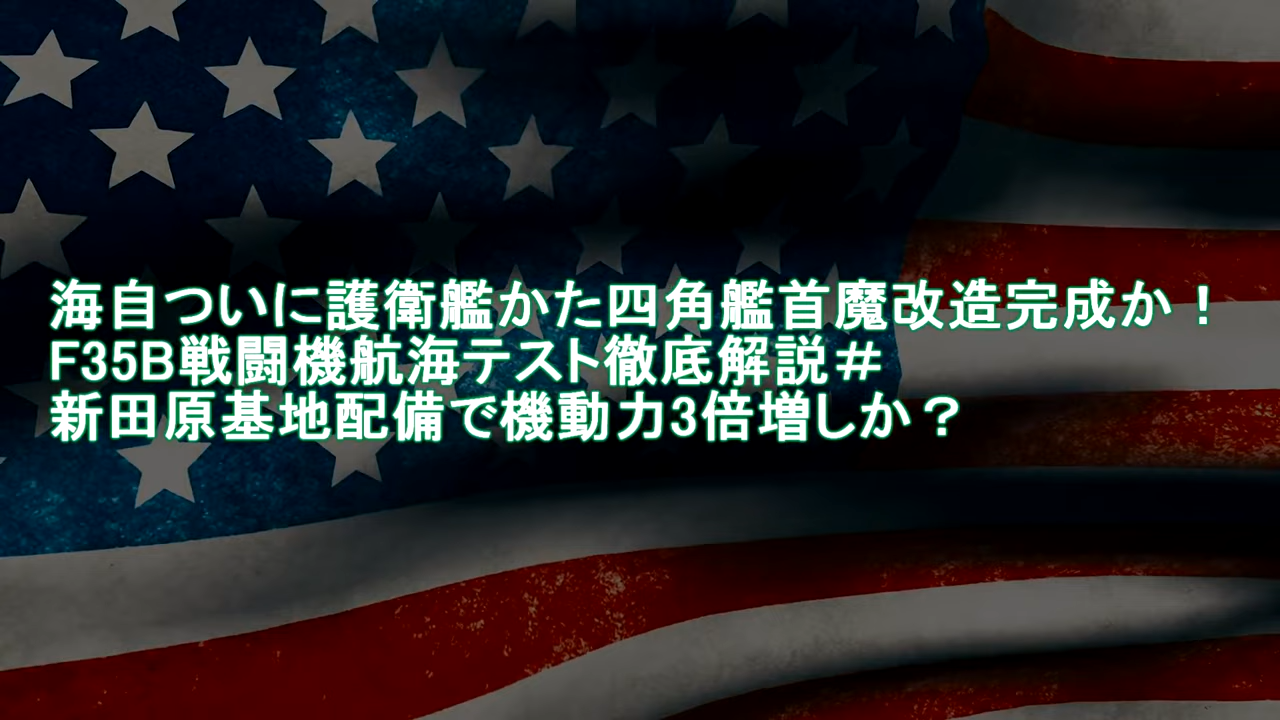 海自ついに護衛艦かた四角艦首魔改造完成か！
F35B戦闘機航海テスト徹底解説＃
新田原基地配備で機動力3倍増しか？